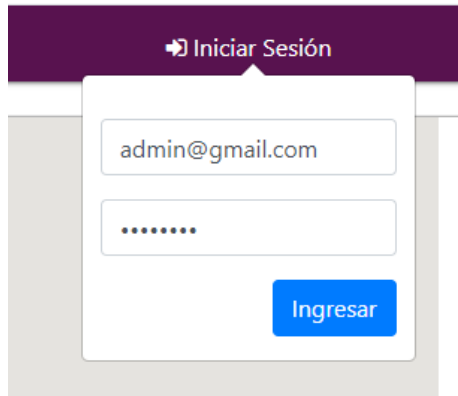 Iniciar Sesión
admin@gmail.com
••••••••
Ingresar